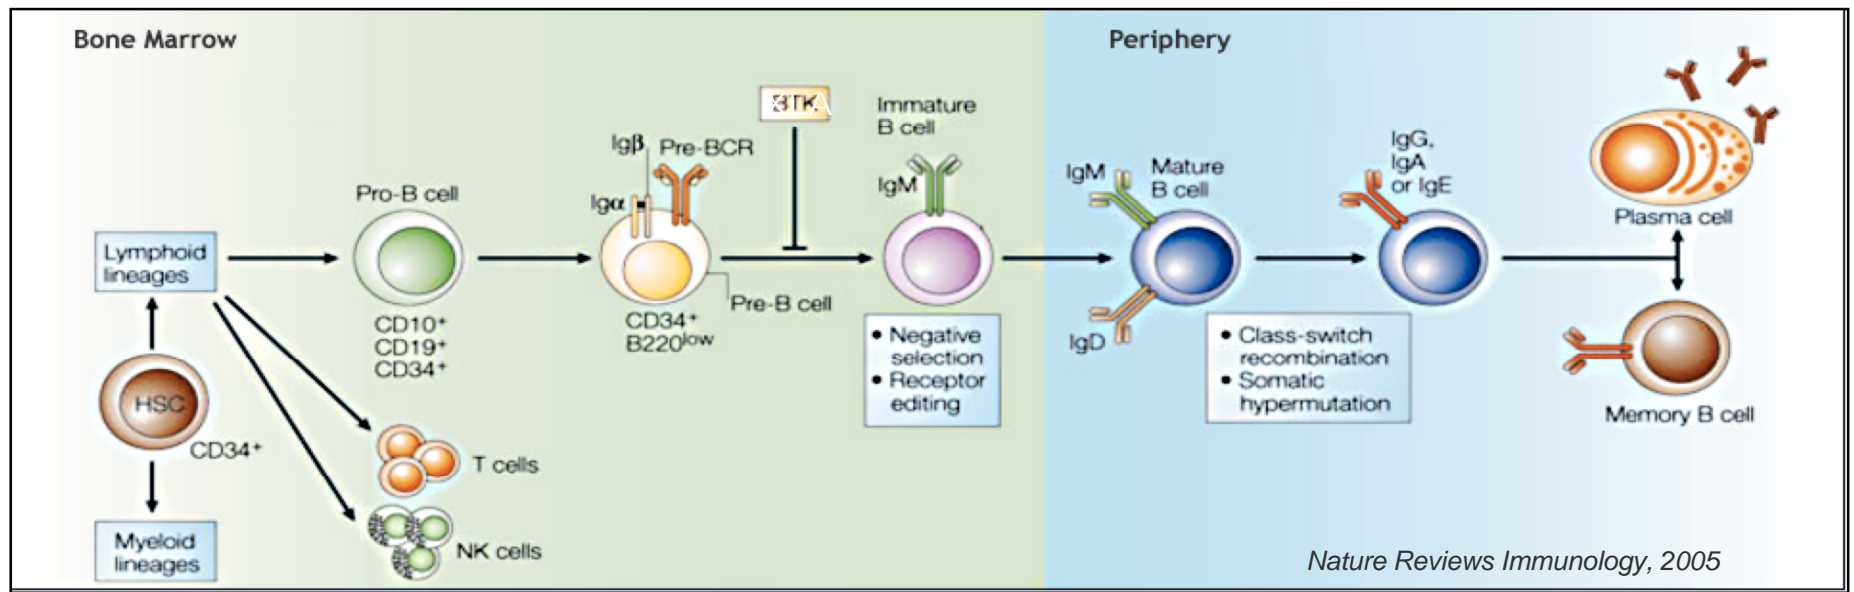 Bone Marrow
Periphery
BTK
Immature
B cell
Igβ
Pre-BCR
Igα
IgM
IgM
Mature
B cell
IgG,
IgA
or IgE
Pro-B cell
Plasma cell
Lymphoid
lineages
Pre-B cell
CD10+
CD19+
CD34+
CD34+
B220low
• Negative
selection
• Receptor
editing
IgD
• Class-switch
recombination
• Somatic
hypermutation
HSC
CD34+
Memory B cell
T cells
NK cells
Myeloid
lineages
Nature Reviews Immunology, 2005